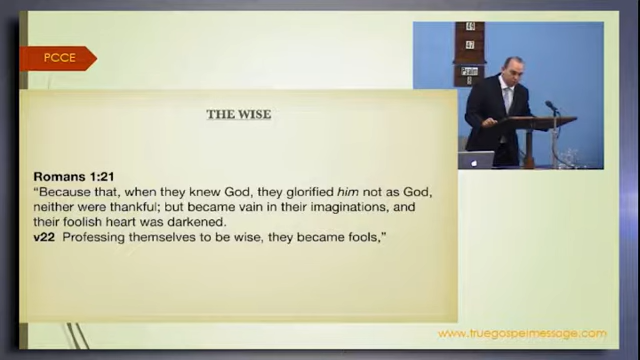 PCCE
THE WISE
Romans 1:21
“Because that, when they knew God, they glorified him not as God,
neither were thankful; but became vain in their imaginations, and
their foolish heart was darkened.
v22 Professing themselves to be wise, they became fools,”
47
www.truegospelmessage.com